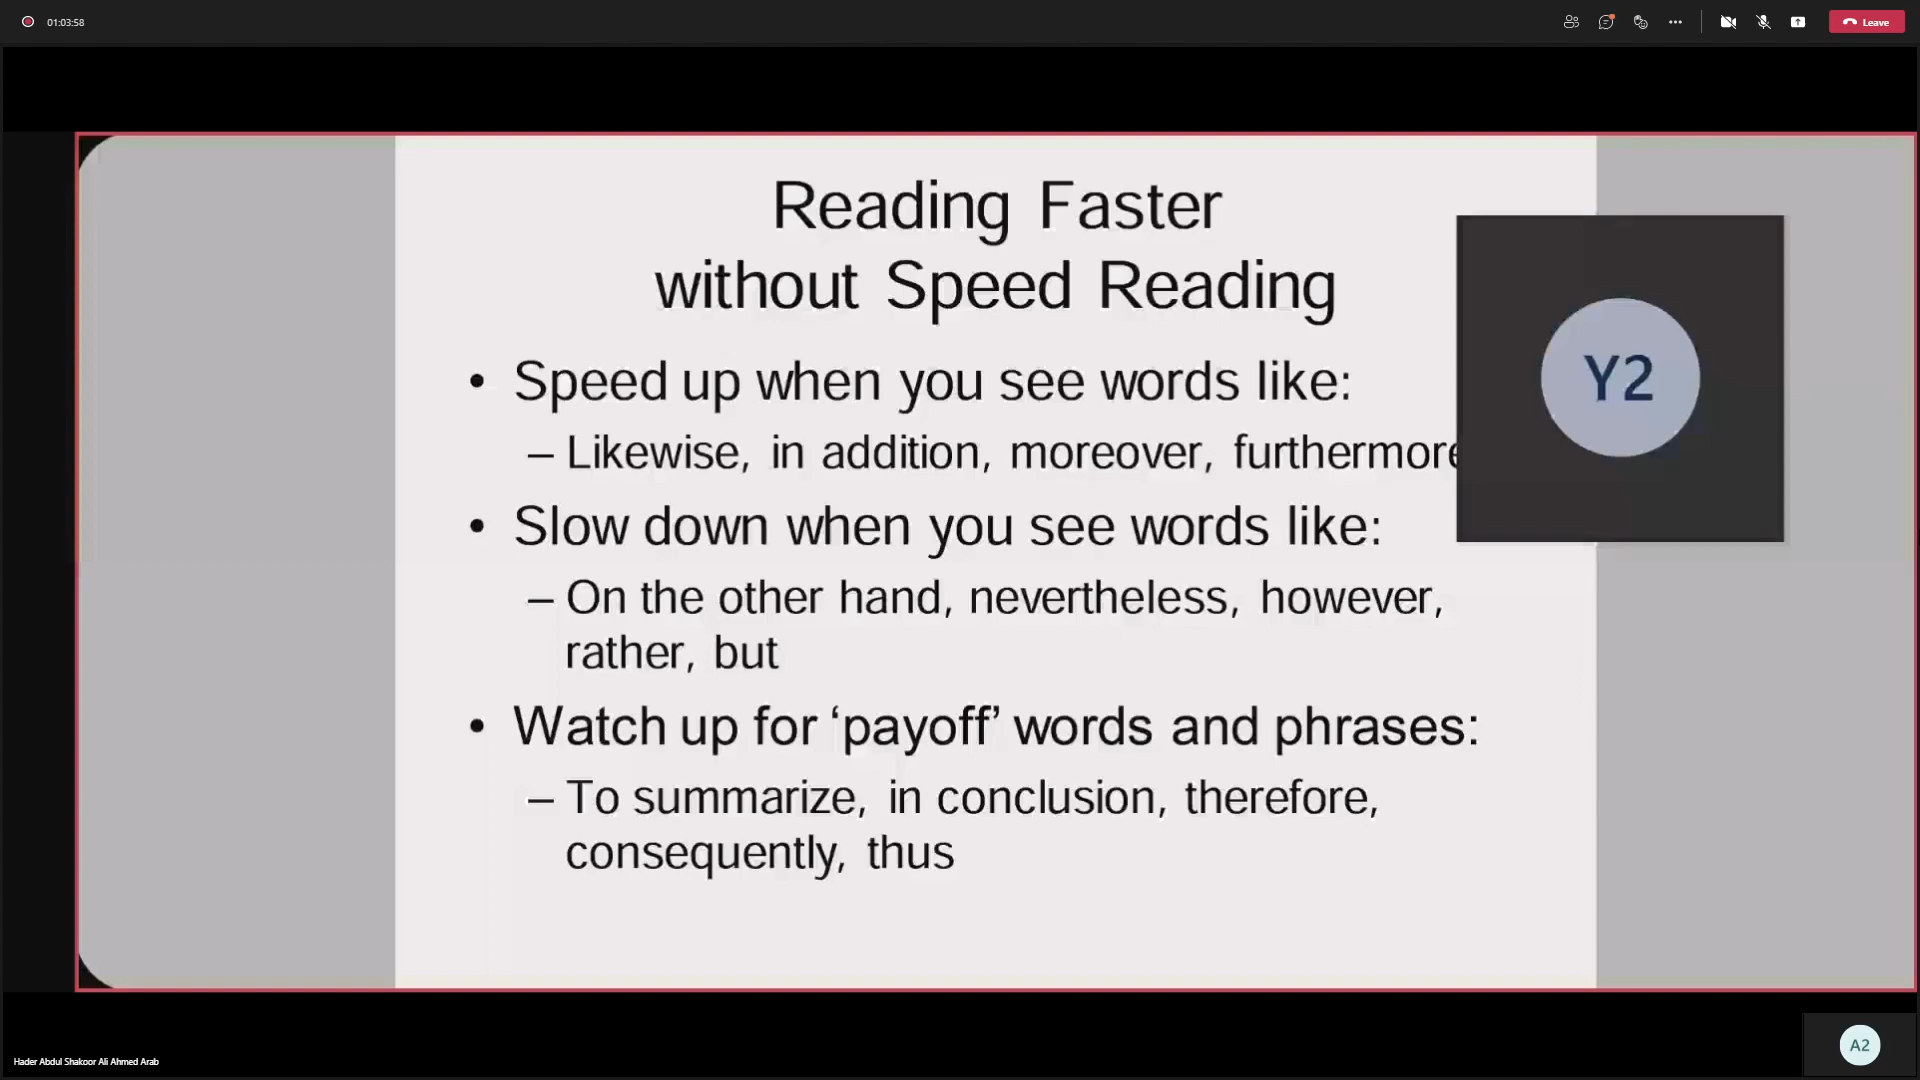 01:03:58
Leave
Reading Faster
without Speed Reading
• Speed up when you see words like:
– Likewise, in addition, moreover, furthermore
Y2
• Slow down when you see words like:
– On the other hand, nevertheless, however,
rather, but
• Watch up for ‘payoff’ words and phrases:
– To summarize, in conclusion, therefore,
consequently, thus
Hader Abdul Shakoor Ali Ahmed Arab
A2